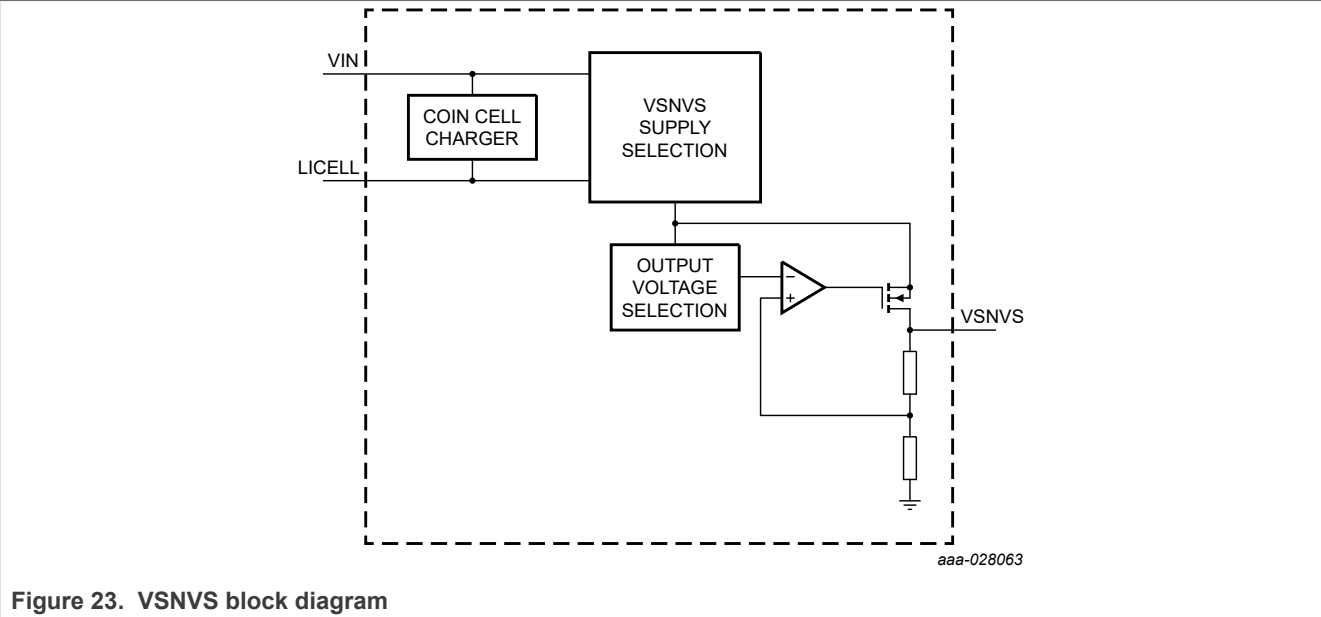 VIN
COIN CELL
CHARGER
LICELL
VSNVS
SUPPLY
SELECTION
OUTPUT
VOLTAGE
SELECTION
−
+
VSNVS
aaa-028063
Figure 23. VSNVS block diagram